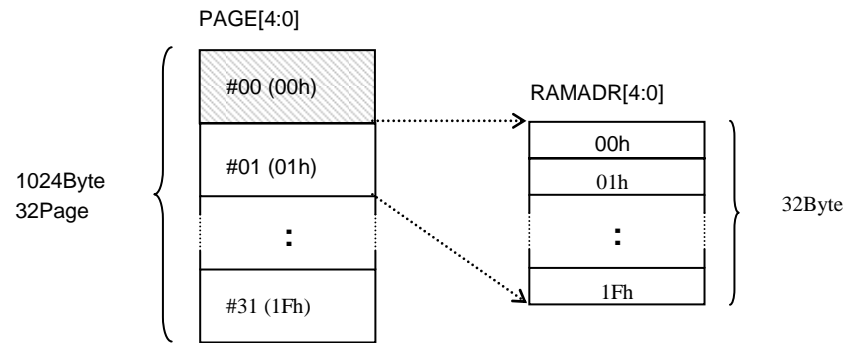 PAGE[4:0]
#00 (00h)
#01 (01h)
:
#31 (1Fh)
1024Byte
32Page
RAMADR[4:0]
00h
01h
:
1Fh
32Byte